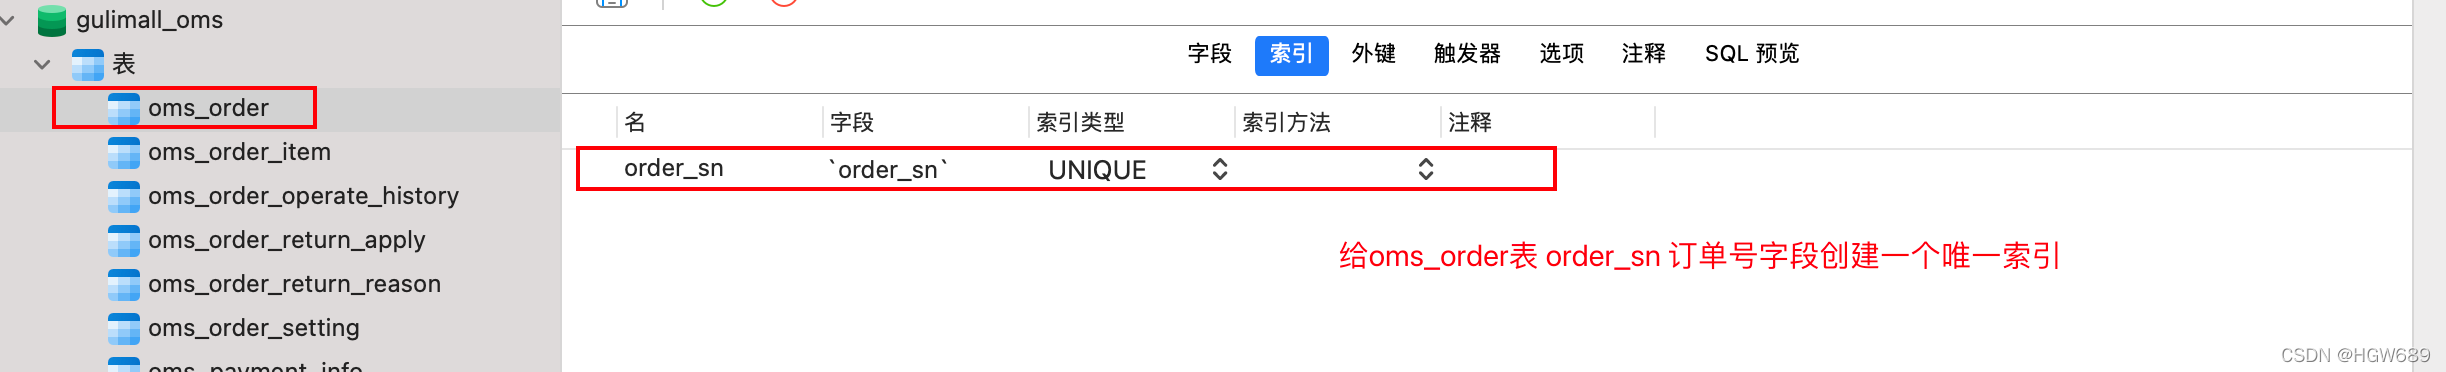 gulimall_oms
表
oms_order
oms_order_item
oms_order_operate_history
oms_order_return_apply
oms_order_return_reason
oms_order_setting
oms_payment_info
字段 索引 外键 触发器 选项 注释 SQL 预览
名 字段 索引类型 索引方法 注释
order_sn `order_sn` UNIQUE
给oms_order表 order_sn 订单号字段创建一个唯一索引
CSDN @HGW689